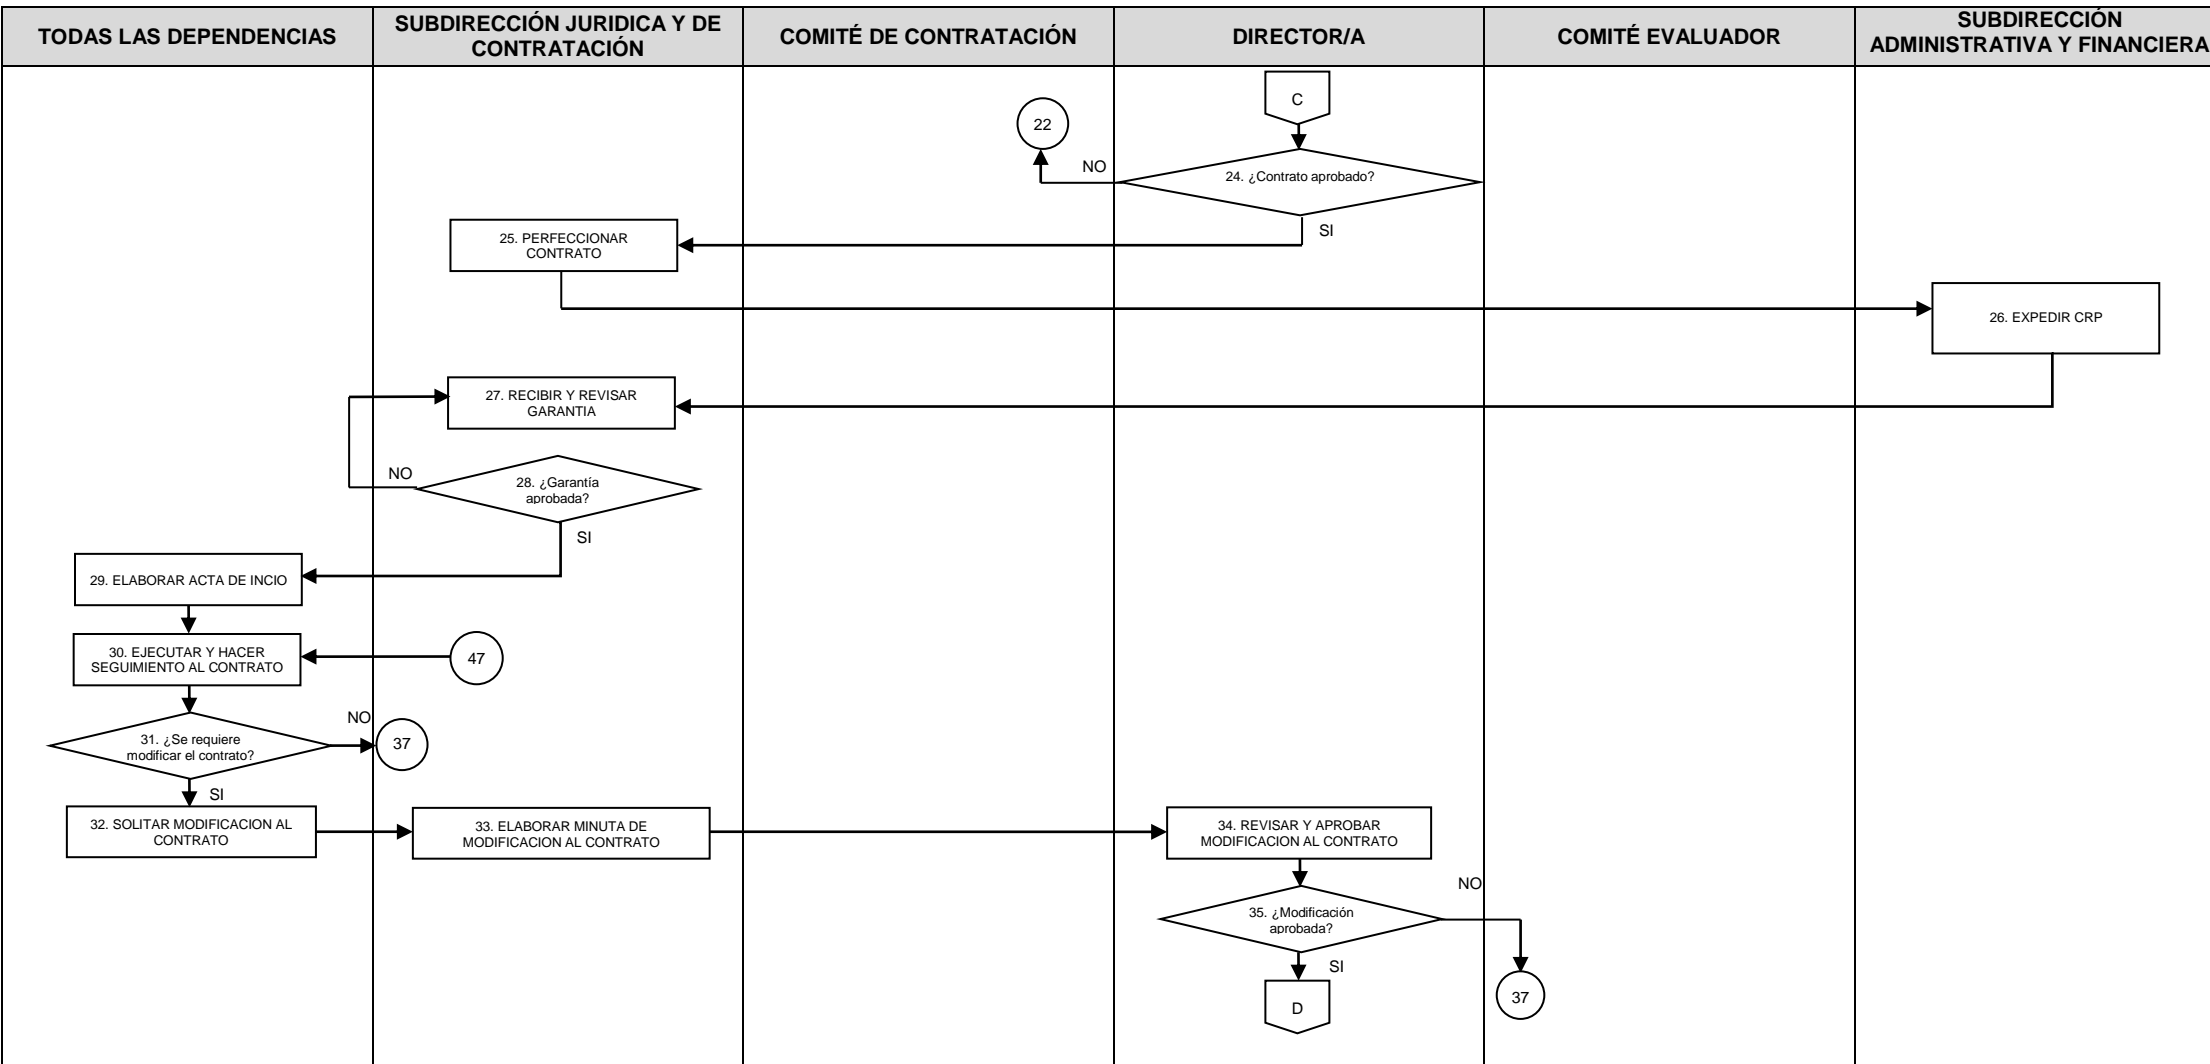 TODAS LAS DEPENDENCIAS
SUBDIRECCIÓN JURIDICA Y DE
CONTRATACIÓN
COMITÉ DE CONTRATACIÓN
DIRECTOR/A
COMITÉ EVALUADOR
SUBDIRECCIÓN
ADMINISTRATIVA Y FINANCIERA
C
22
NO
24. ¿Contrato aprobado?
SI
25. PERFECCIONAR
CONTRATO
26. EXPEDIR CRP
27. RECIBIR Y REVISAR
GARANTIA
NO
28. ¿Garantía
aprobada?
SI
29. ELABORAR ACTA DE INCIO
30. EJECUTAR Y HACER
SEGUIMIENTO AL CONTRATO
47
NO
31. ¿Se requiere
modificar el contrato?
37
SI
32. SOLITAR MODIFICACION AL
CONTRATO
33. ELABORAR MINUTA DE
MODIFICACION AL CONTRATO
34. REVISAR Y APROBAR
MODIFICACION AL CONTRATO
NO
35. ¿Modificación
aprobada?
SI
D
37